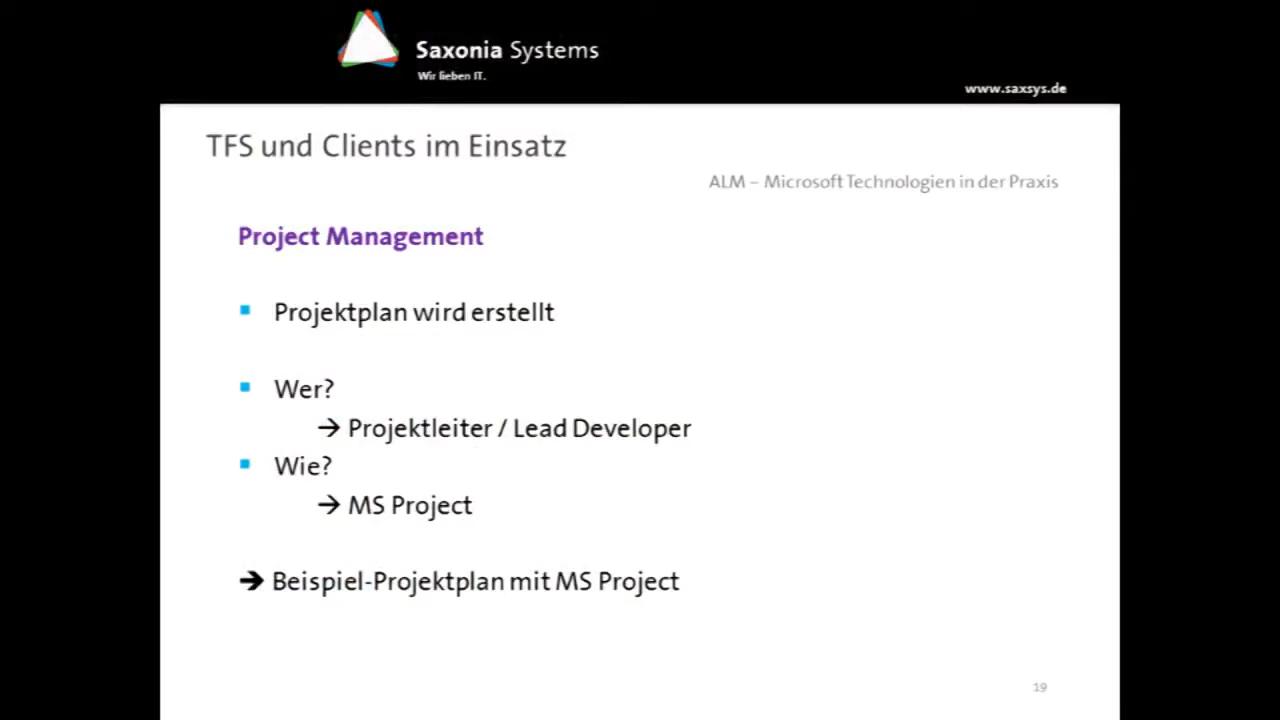 Saxonia Systems
Wir lieben IT.
www.saxsys.de
TFS und Clients im Einsatz
ALM – Microsoft Technologien in der Praxis
Project Management
▪ Projektplan wird erstellt
▪ Wer?
→ Projektleiter / Lead Developer
▪ Wie?
→ MS Project
➔ Beispiel-Projektplan mit MS Project
19